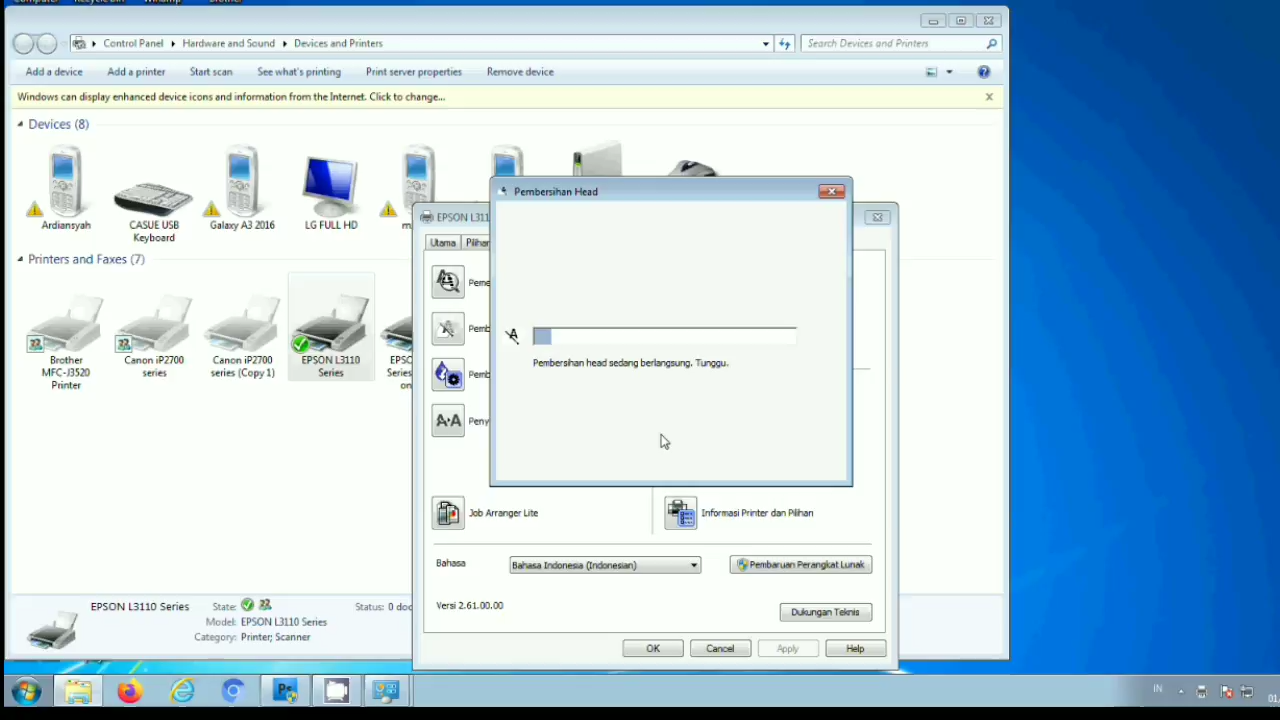 Control Panel Hardware and Sound Devices and Printers
Search Devices and Printers
Add a device Add a printer Start scan See what's printing Print server properties Remove device
Windows can display enhanced device icons and information from the Internet. Click to change...
Devices (8)
Ardiansyah
CASUE USB
Keyboard
Galaxy A3 2016
LG FULL HD
Pembersihan Head
EPSON L311
Utama
Printers and Faxes (7)
Brother
MFC-J3520
Printer
Canon iP2700
series
Canon iP2700
series (Copy 1)
EPSON L3110
Series
Pembersihan head sedang berlangsung. Tunggu.
A·A
Job Arranger Lite
Informasi Printer dan Pilihan
Bahasa
Bahasa Indonesia (Indonesian)
Pembaruan Perangkat Lunak
Versi 2.61.00.00
Dukungan Teknis
OK Cancel Apply Help
EPSON L3110 Series State: Status: 0 doc
Model: EPSON L3110 Series
Category: Printer; Scanner
Ps
IN